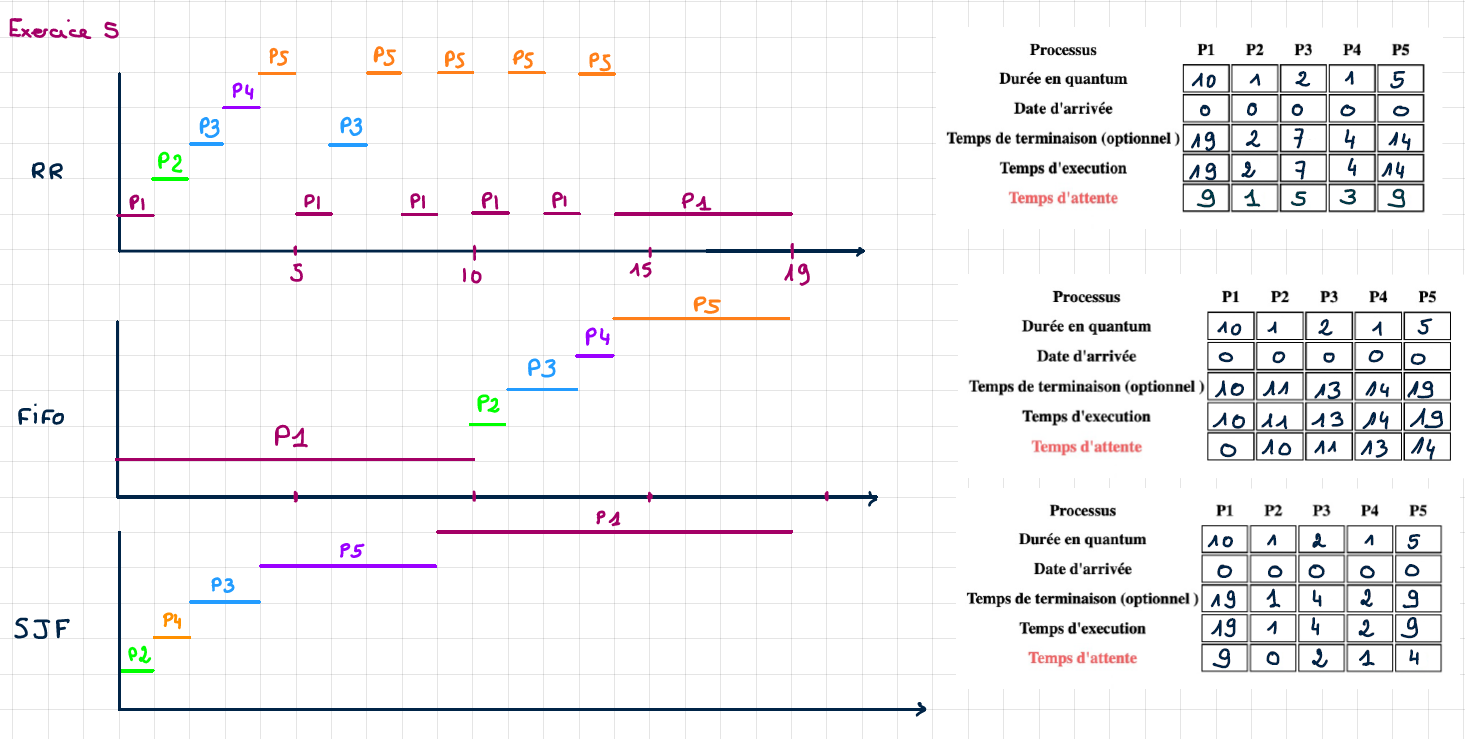 Exercice 5
RR
P5 P5 P5 P5 P5
P4
P3 P3
P2
P1 P1 P1 P1 P1 P1
5 10 15 19
Processus P1 P2 P3 P4 P5
Durée en quantum 10 1 2 1 5
Date d'arrivée 0 0 0 0 0
Temps de terminaison (optionnel ) 19 2 7 4 14
Temps d'execution 19 2 7 4 14
Temps d'attente 9 1 5 3 9
FiFo
P5
P4
P3
P2
P1
Processus P1 P2 P3 P4 P5
Durée en quantum 10 1 2 1 5
Date d'arrivée 0 0 0 0 0
Temps de terminaison (optionnel ) 10 11 13 14 19
Temps d'execution 10 11 13 14 19
Temps d'attente 0 10 11 13 14
SJF
P1
P5
P3
P4
P2
Processus P1 P2 P3 P4 P5
Durée en quantum 10 1 2 1 5
Date d'arrivée 0 0 0 0 0
Temps de terminaison (optionnel ) 19 1 4 2 9
Temps d'execution 19 1 4 2 9
Temps d'attente 9 0 2 1 4